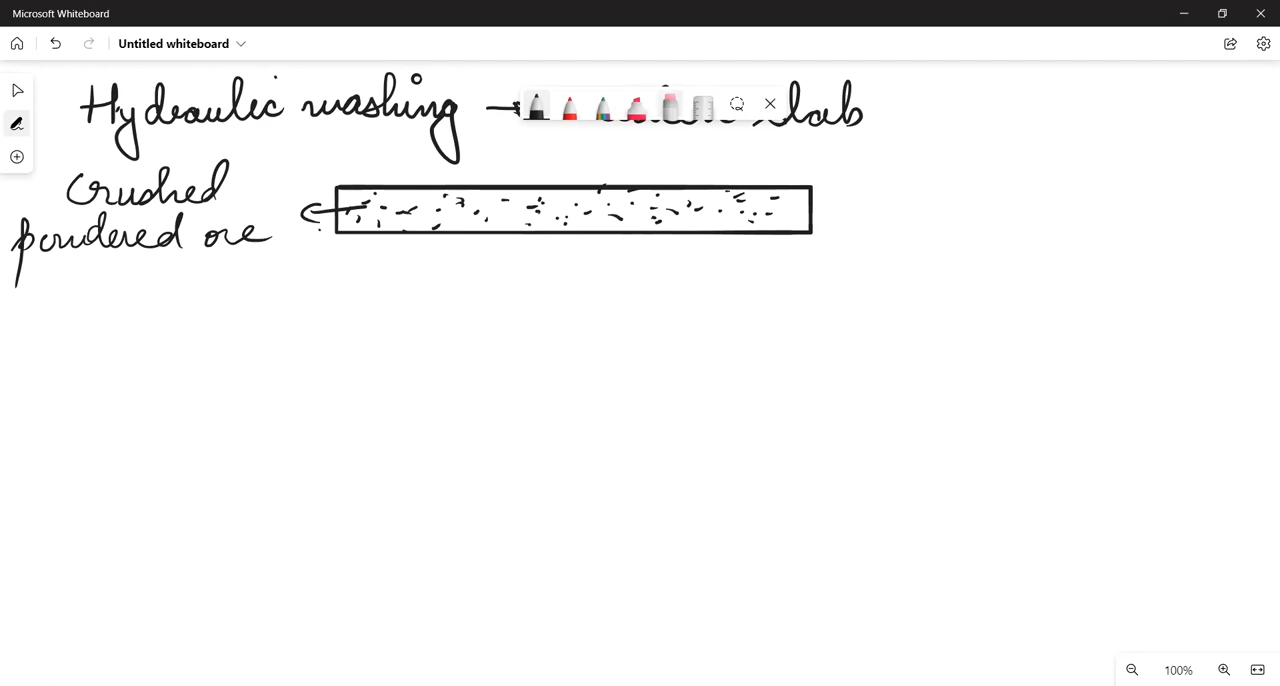 Microsoft Whiteboard
Untitled whiteboard
Hydraulic washing → slab
Crushed
powdered ore
100%